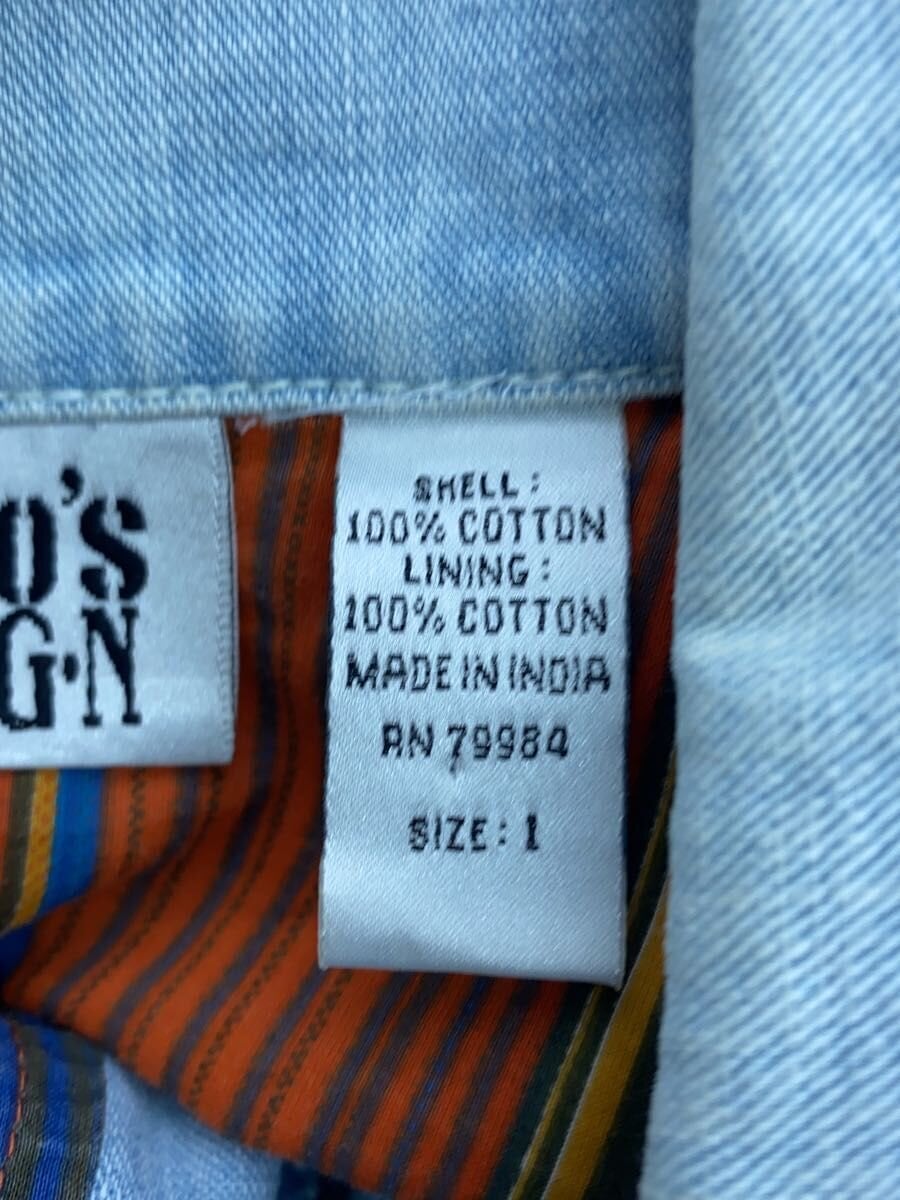 O'S
G.N
SHELL:
100% COTTON
LINING:
100% COTTON
MADE IN INDIA
RN 79984
SIZE: 1